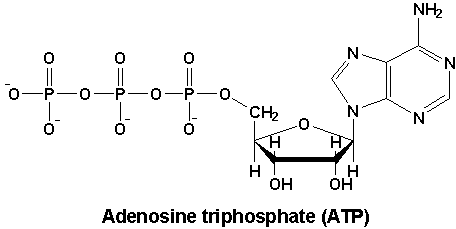 NH₂
O O O N N
⁻O P O P O P O CH₂ N N
O⁻ O⁻ O⁻ O
H H H H
OH OH
Adenosine triphosphate (ATP)